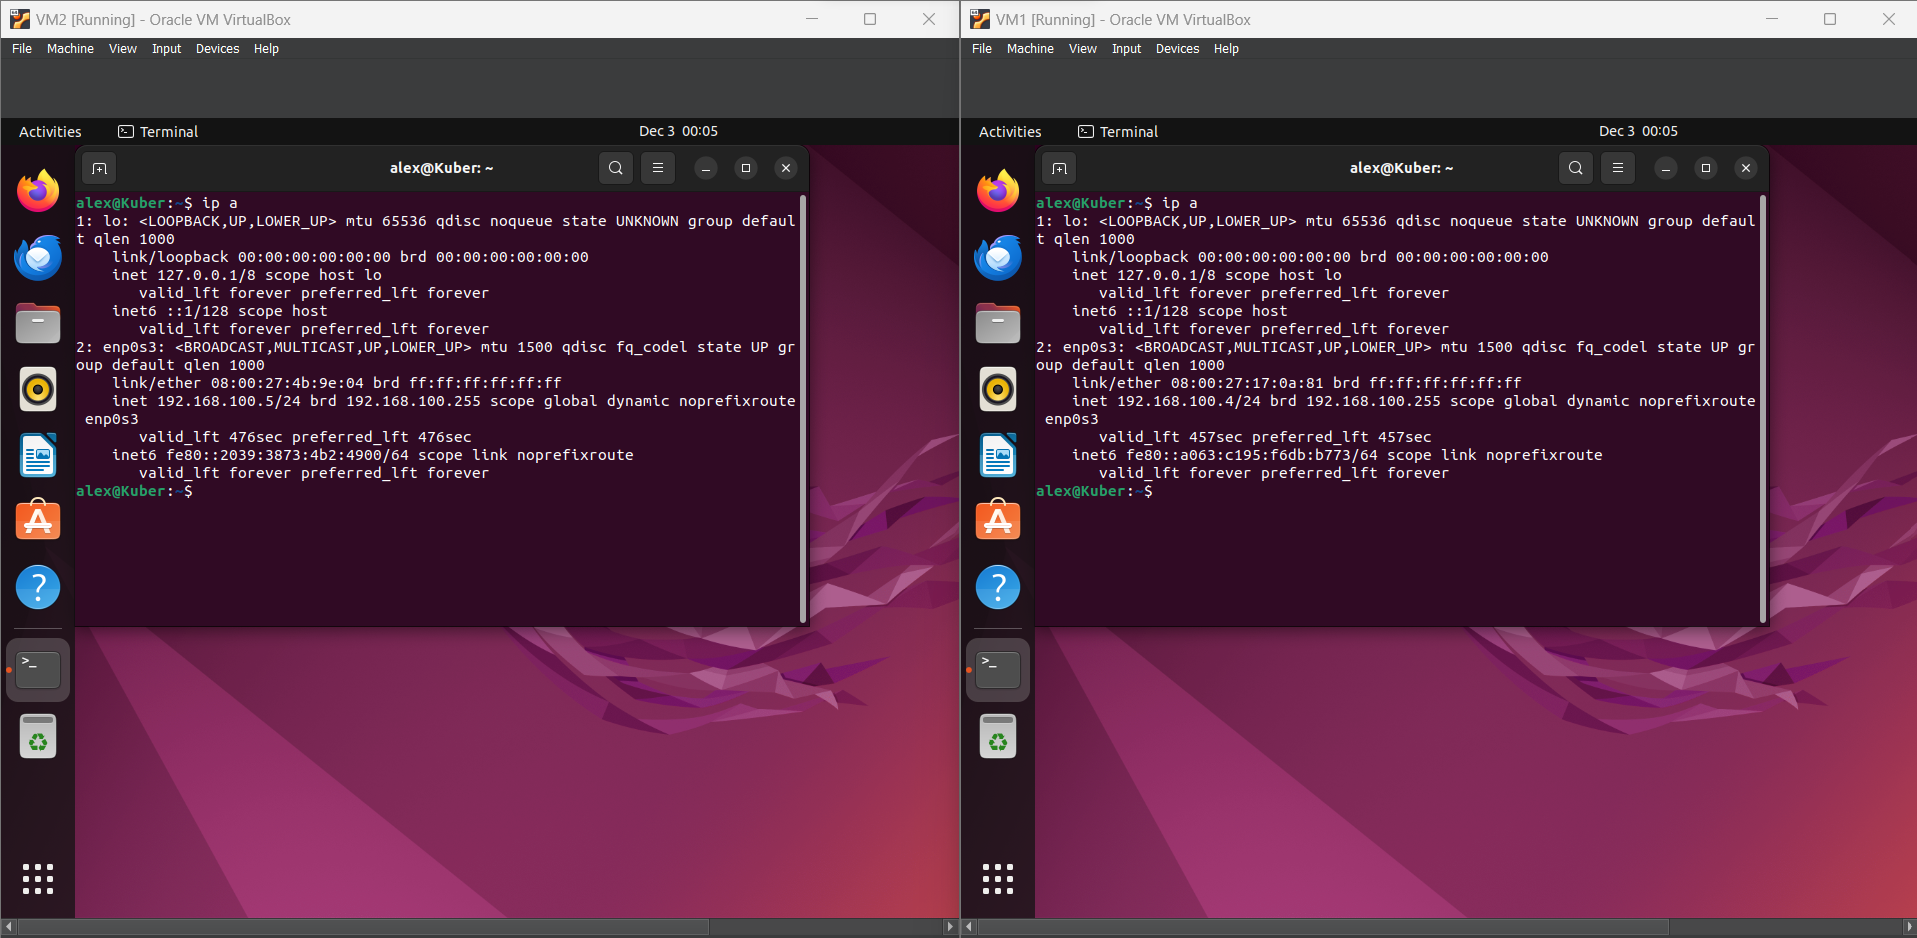 VM2 [Running] - Oracle VM VirtualBox
File Machine View Input Devices Help
Activities Terminal Dec 3 00:05
alex@Kuber: ~
alex@Kuber:~$ ip a
1: lo: <LOOPBACK,UP,LOWER_UP> mtu 65536 qdisc noqueue state UNKNOWN group defaul
t qlen 1000
link/loopback 00:00:00:00:00:00 brd 00:00:00:00:00:00
inet 127.0.0.1/8 scope host lo
valid_lft forever preferred_lft forever
inet6 ::1/128 scope host
valid_lft forever preferred_lft forever
2: enp0s3: <BROADCAST,MULTICAST,UP,LOWER_UP> mtu 1500 qdisc fq_codel state UP gr
oup default qlen 1000
link/ether 08:00:27:4b:9e:04 brd ff:ff:ff:ff:ff:ff
inet 192.168.100.5/24 brd 192.168.100.255 scope global dynamic noprefixroute
enp0s3
valid_lft 476sec preferred_lft 476sec
inet6 fe80::2039:3873:4b2:4900/64 scope link noprefixroute
valid_lft forever preferred_lft forever
alex@Kuber:~$
VM1 [Running] - Oracle VM VirtualBox
File Machine View Input Devices Help
Activities Terminal Dec 3 00:05
alex@Kuber: ~
alex@Kuber:~$ ip a
1: lo: <LOOPBACK,UP,LOWER_UP> mtu 65536 qdisc noqueue state UNKNOWN group defaul
t qlen 1000
link/loopback 00:00:00:00:00:00 brd 00:00:00:00:00:00
inet 127.0.0.1/8 scope host lo
valid_lft forever preferred_lft forever
inet6 ::1/128 scope host
valid_lft forever preferred_lft forever
2: enp0s3: <BROADCAST,MULTICAST,UP,LOWER_UP> mtu 1500 qdisc fq_codel state UP gr
oup default qlen 1000
link/ether 08:00:27:17:0a:81 brd ff:ff:ff:ff:ff:ff
inet 192.168.100.4/24 brd 192.168.100.255 scope global dynamic noprefixroute
enp0s3
valid_lft 457sec preferred_lft 457sec
inet6 fe80::a063:c195:f6db:b773/64 scope link noprefixroute
valid_lft forever preferred_lft forever
alex@Kuber:~$